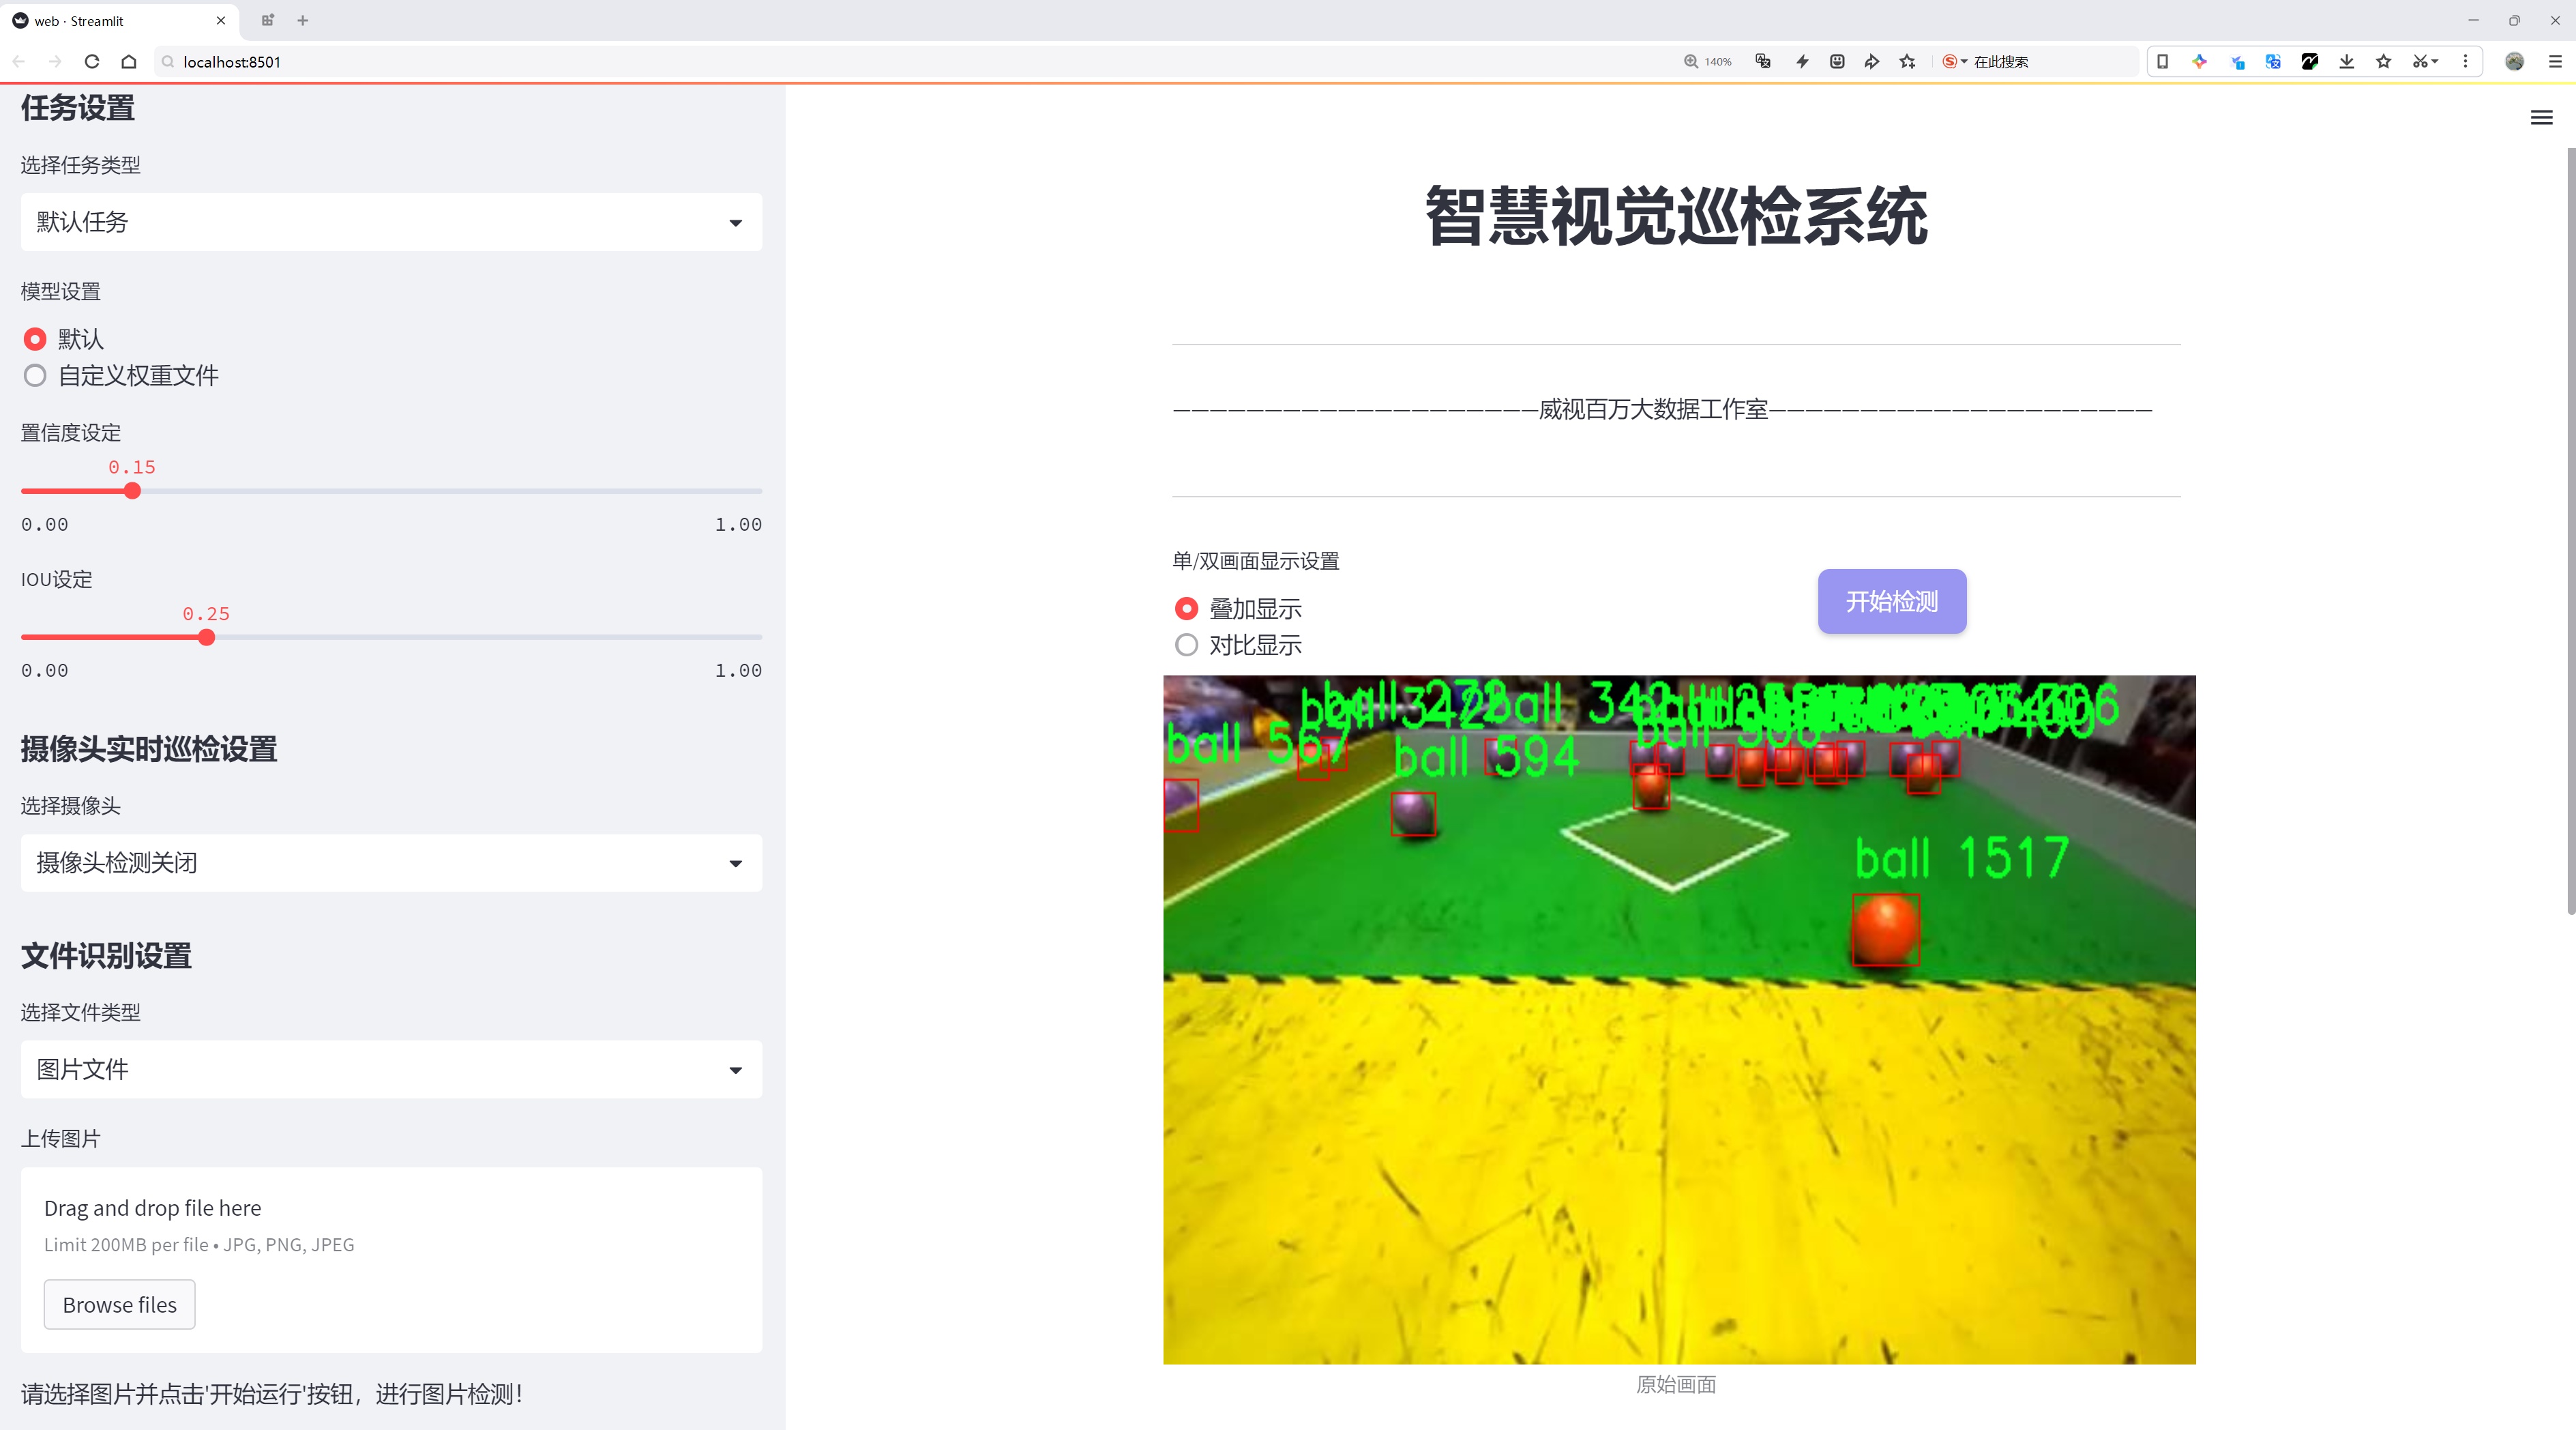 web · Streamlit
localhost:8501
140%
在此搜索
任务设置
选择任务类型
默认任务
模型设置
默认
自定义权重文件
置信度设定
0.15
0.00 1.00
IOU设定
0.25
0.00 1.00
摄像头实时巡检设置
选择摄像头
摄像头检测关闭
文件识别设置
选择文件类型
图片文件
上传图片
Drag and drop file here
Limit 200MB per file • JPG, PNG, JPEG
Browse files
请选择图片并点击'开始运行'按钮，进行图片检测！
智慧视觉巡检系统
————————————————————威视百万大数据工作室—————————————————————
单/双画面显示设置
叠加显示
对比显示
开始检测
ball 567
ball 594
ball 1517
原始画面